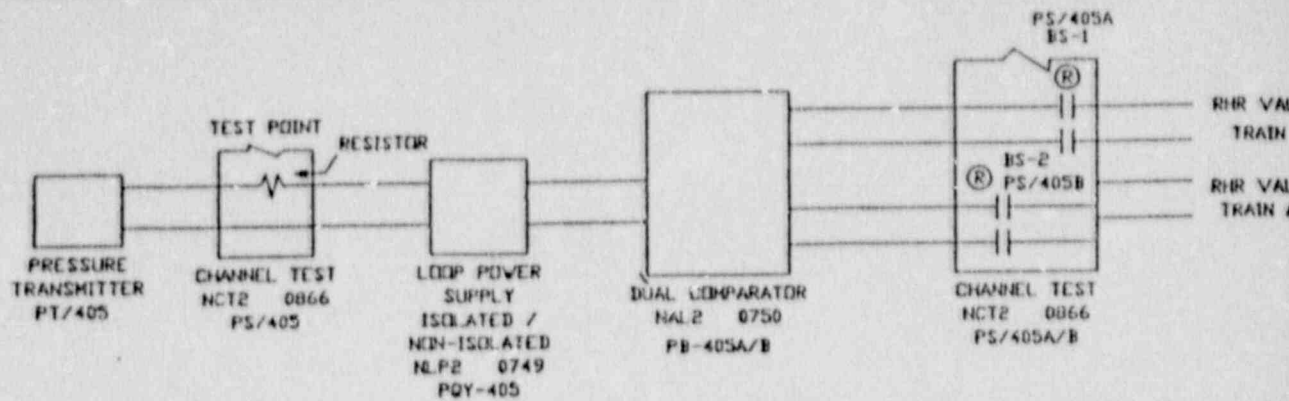 PS/405A
BS-1
R
RHR VAL
TEST POINT
RESISTOR
TRAIN
BS-2
R
PS/405B
RHR VAL
TRAIN A
PRESSURE
TRANSMITTER
PT/405
CHANNEL TEST
NCT2 0866
PS/405
LOOP POWER
SUPPLY
ISOLATED /
NON-ISOLATED
NLP2 0749
PQY-405
DUAL COMPARATOR
NAL2 0750
PB-405A/B
CHANNEL TEST
NCT2 0866
PS/405A/B